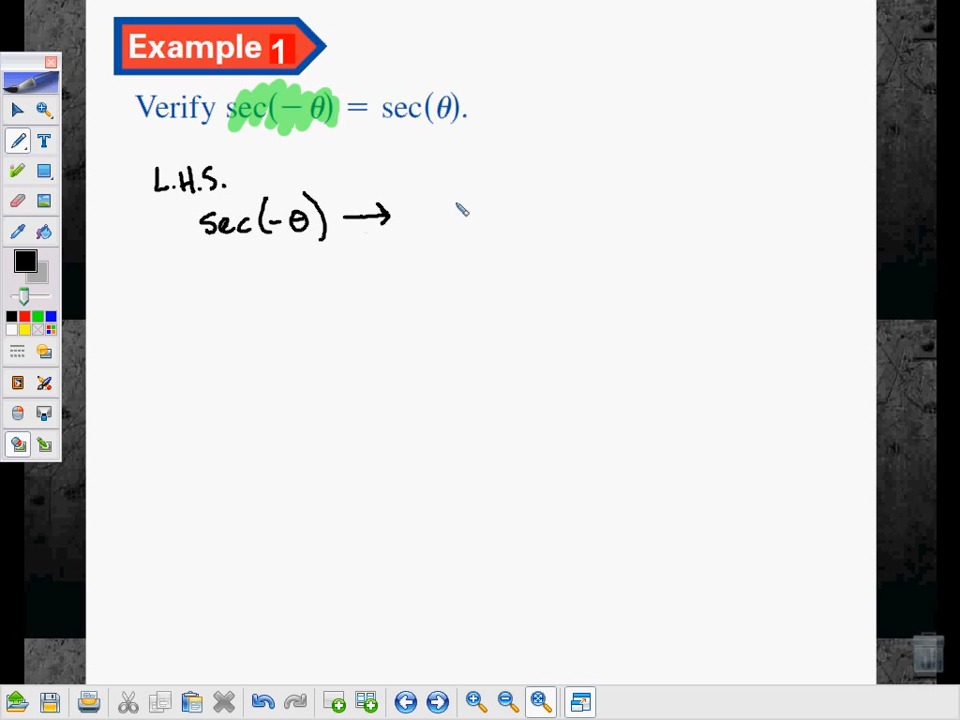 Example 1
Verify sec(− θ) = sec(θ).
L.H.S.
sec(-θ) →
T